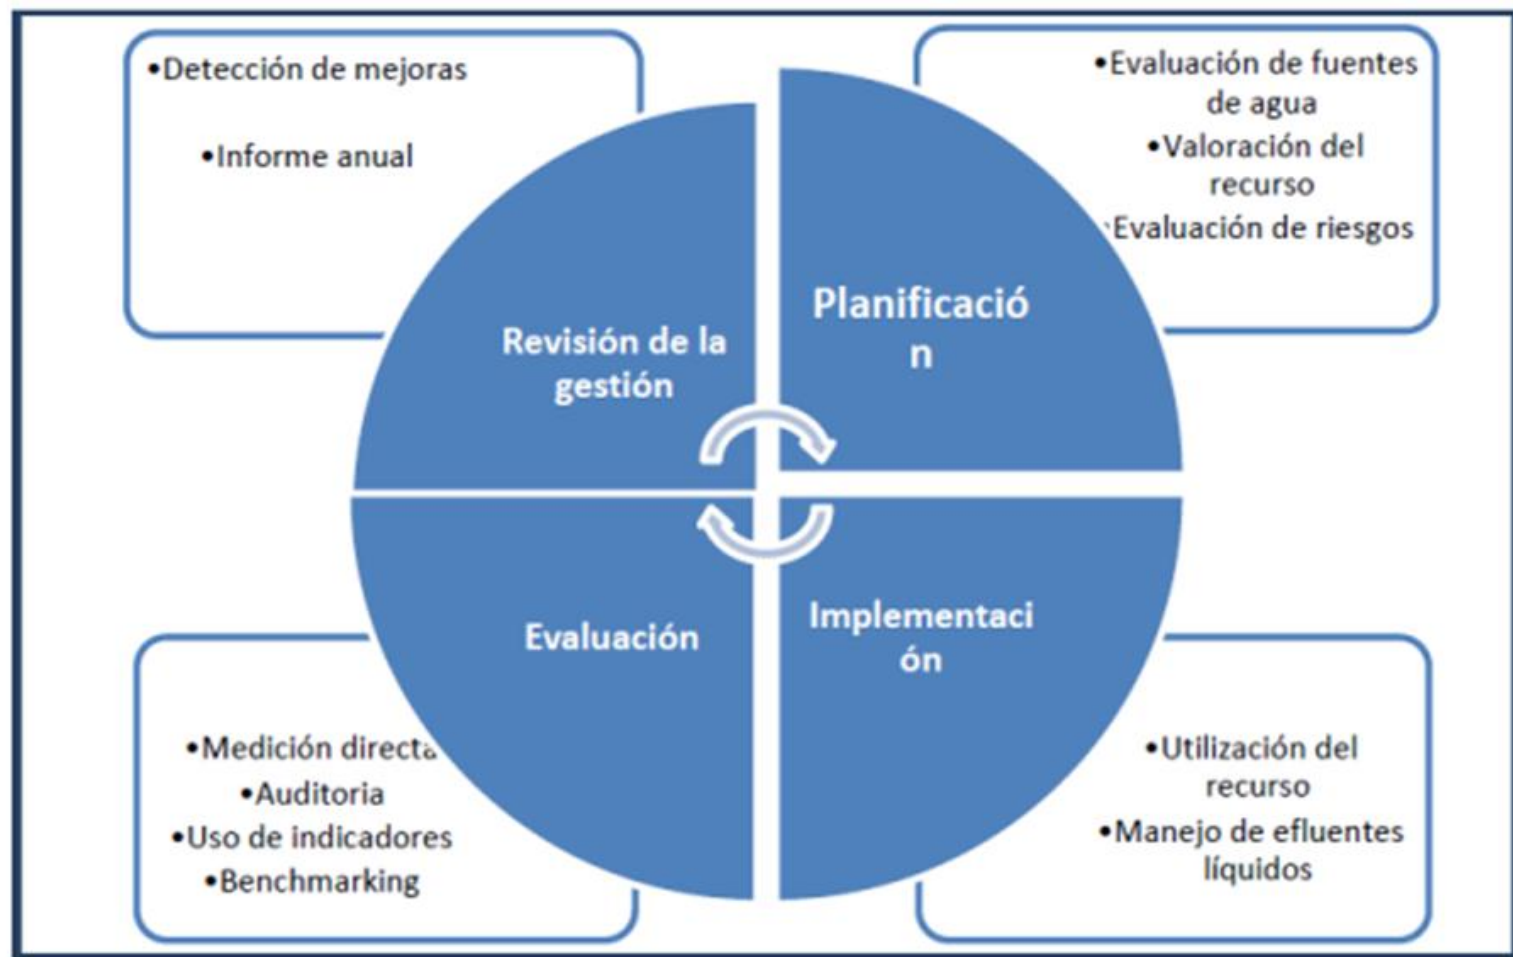 •Detección de mejoras
•Informe anual
•Evaluación de fuentes
de agua
•Valoración del
recurso
•Evaluación de riesgos
Revisión de la
gestión
Planificació
n
Evaluación
Implementaci
ón
•Medición directa
•Auditoria
•Uso de indicadores
•Benchmarking
•Utilización del
recurso
•Manejo de efluentes
líquidos